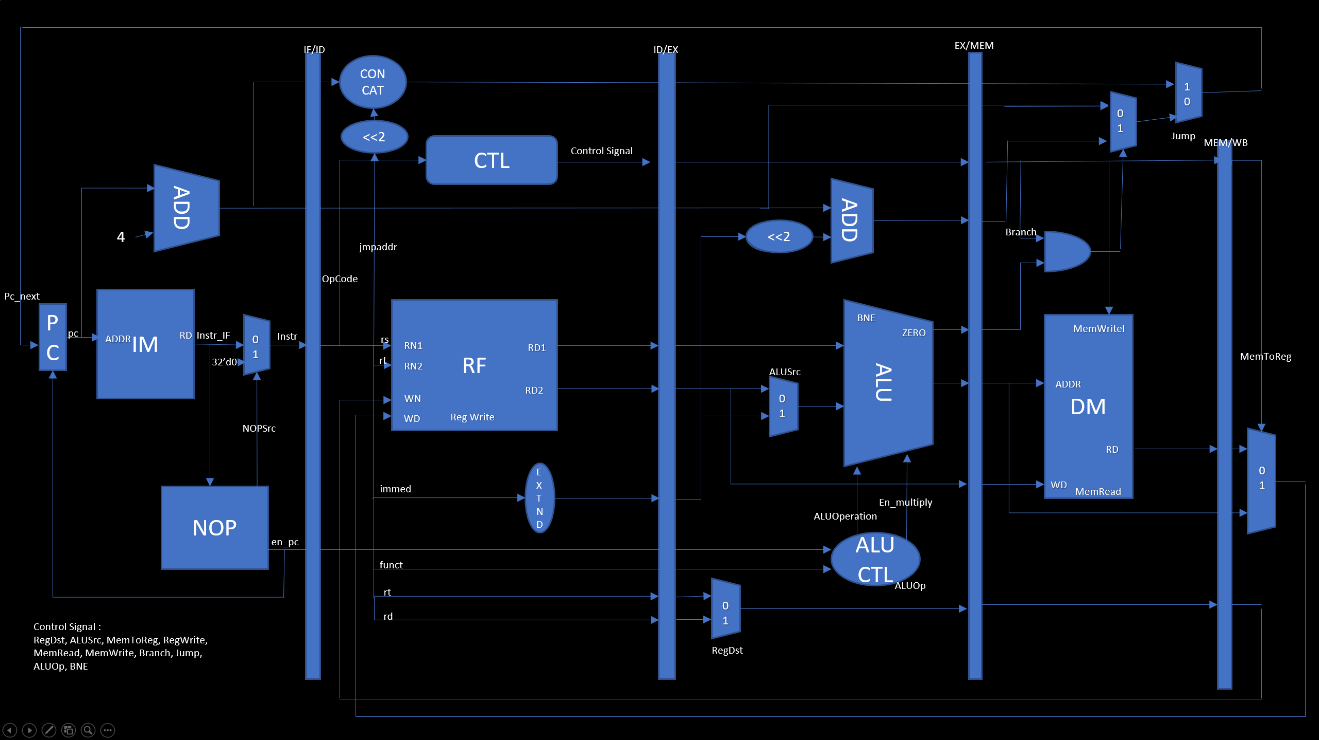 IF/ID
ID/EX
EX/MEM
CON
CAT
1
0
0
1
<<2
Jump
MEM/WB
CTL
Control Signal
ADD
4
ADD
<<2
Branch
jmpaddr
OpCode
Pc_next
P
C
pc
ADDR
IM
RD
Instr_IF
32'd0
0
1
Instr
NOPSrc
rs
RN1
RN2
WN
WD
RF
RD1
RD2
Reg Write
ALUSrc
0
1
BNE
ZERO
ALU
MemWritel
ADDR
DM
RD
WD
MemRead
MemToReg
0
1
immed
E
X
T
N
D
En_multiply
ALUOperation
NOP
en_pc
ALU
CTL
ALUOp
funct
rt
rd
0
1
RegDst
Control Signal :
RegDst, ALUSrc, MemToReg, RegWrite,
MemRead, MemWrite, Branch, Jump,
ALUOp, BNE